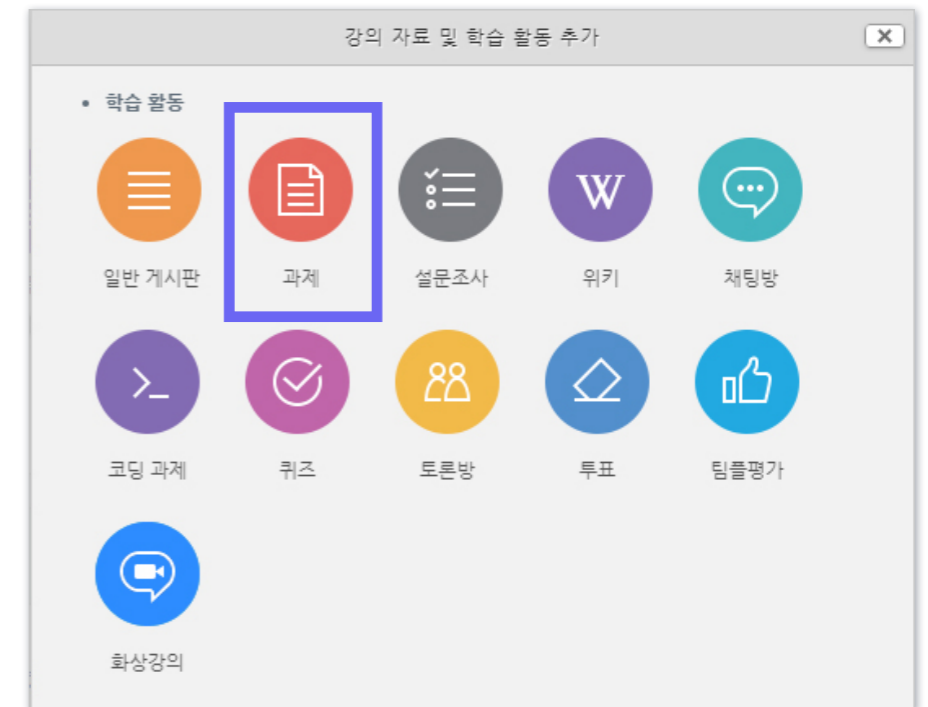 강의 자료 및 학습 활동 추가
학습 활동
일반 게시판
과제
설문조사
W
위키
채팅방
코딩 과제
퀴즈
토론방
투표
팀플평가
화상강의